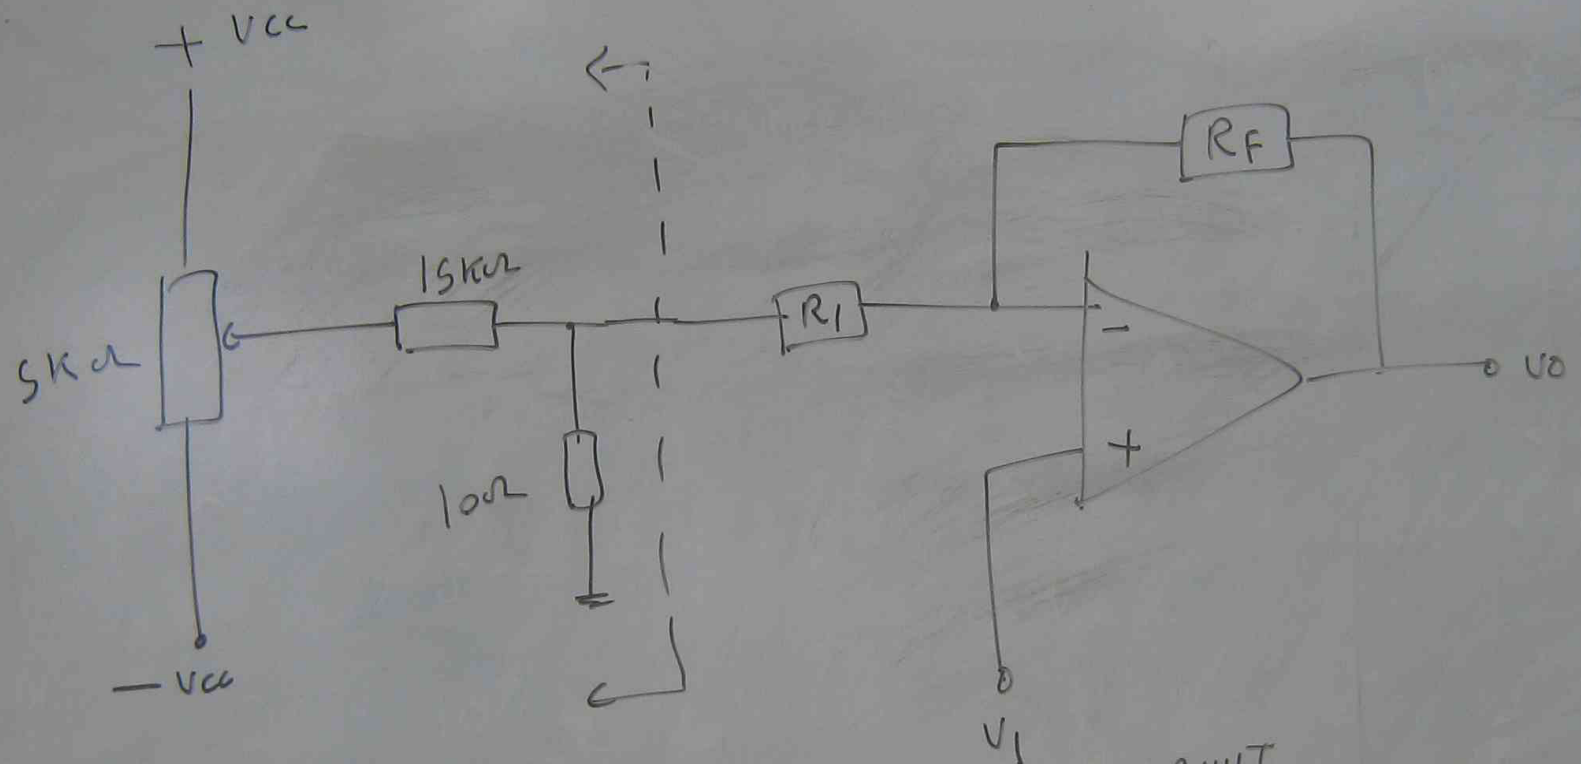 + VCC
RF
15KΩ
R1
5KΩ
-
VO
+
10Ω
- VCC
V1